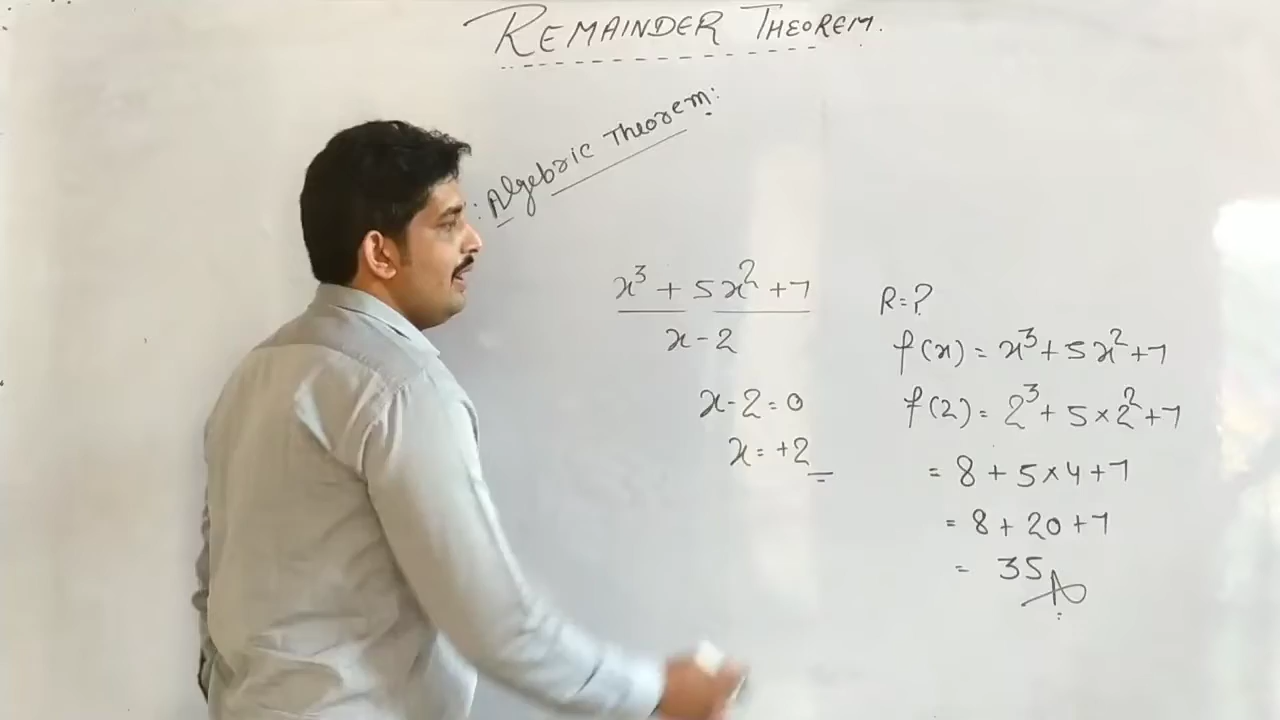 REMAINDER THEOREM.
: Algebric Theorem:
x³ + 5x² + 7
x - 2
x - 2 = 0
x = +2
R = ?
f(x) = x³ + 5x² + 7
f(2) = 2³ + 5 × 2² + 7
= 8 + 5 × 4 + 7
= 8 + 20 + 7
= 35